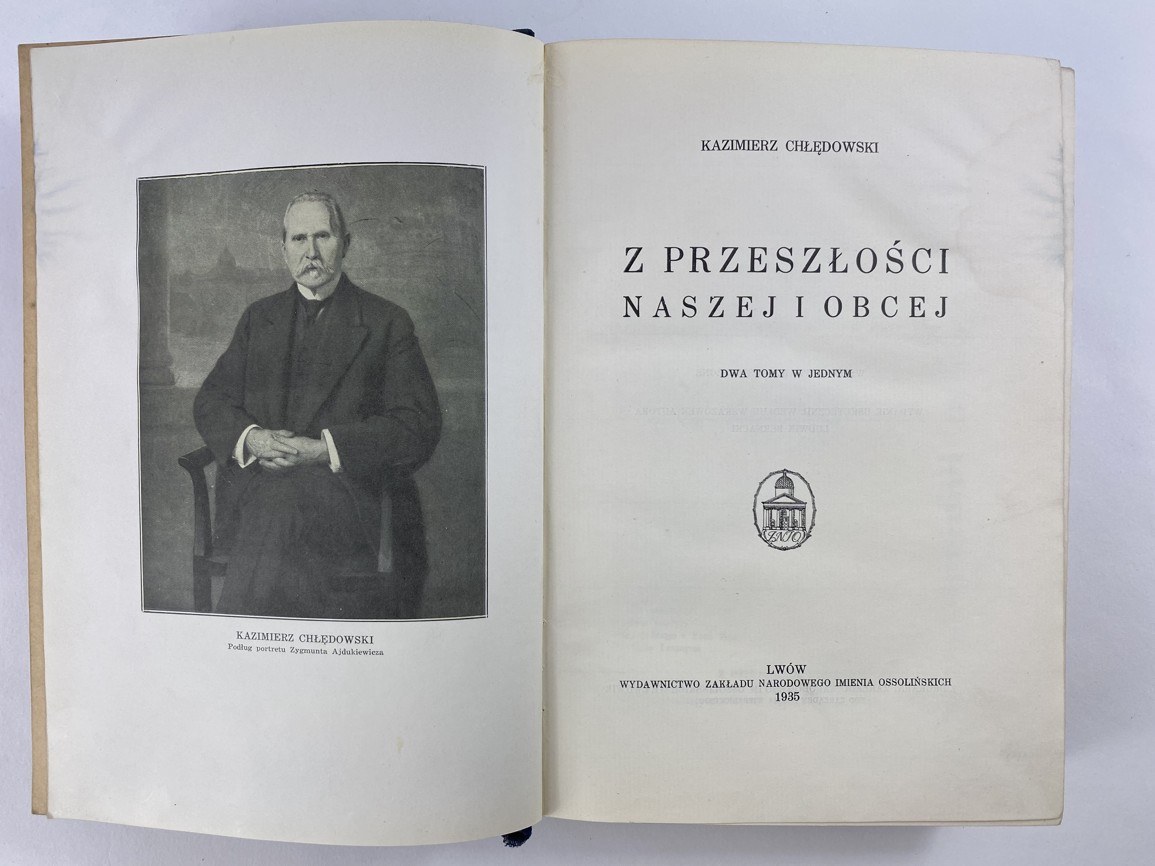 KAZIMIERZ CHŁĘDOWSKI
Podług portretu Zygmunta Ajdukiewicza
KAZIMIERZ CHŁĘDOWSKI
Z PRZESZŁOŚCI
NASZEJ I OBCEJ
DWA TOMY W JEDNYM
ZNIO
LWÓW
WYDAWNICTWO ZAKŁADU NARODOWEGO IMIENIA OSSOLIŃSKICH
1935